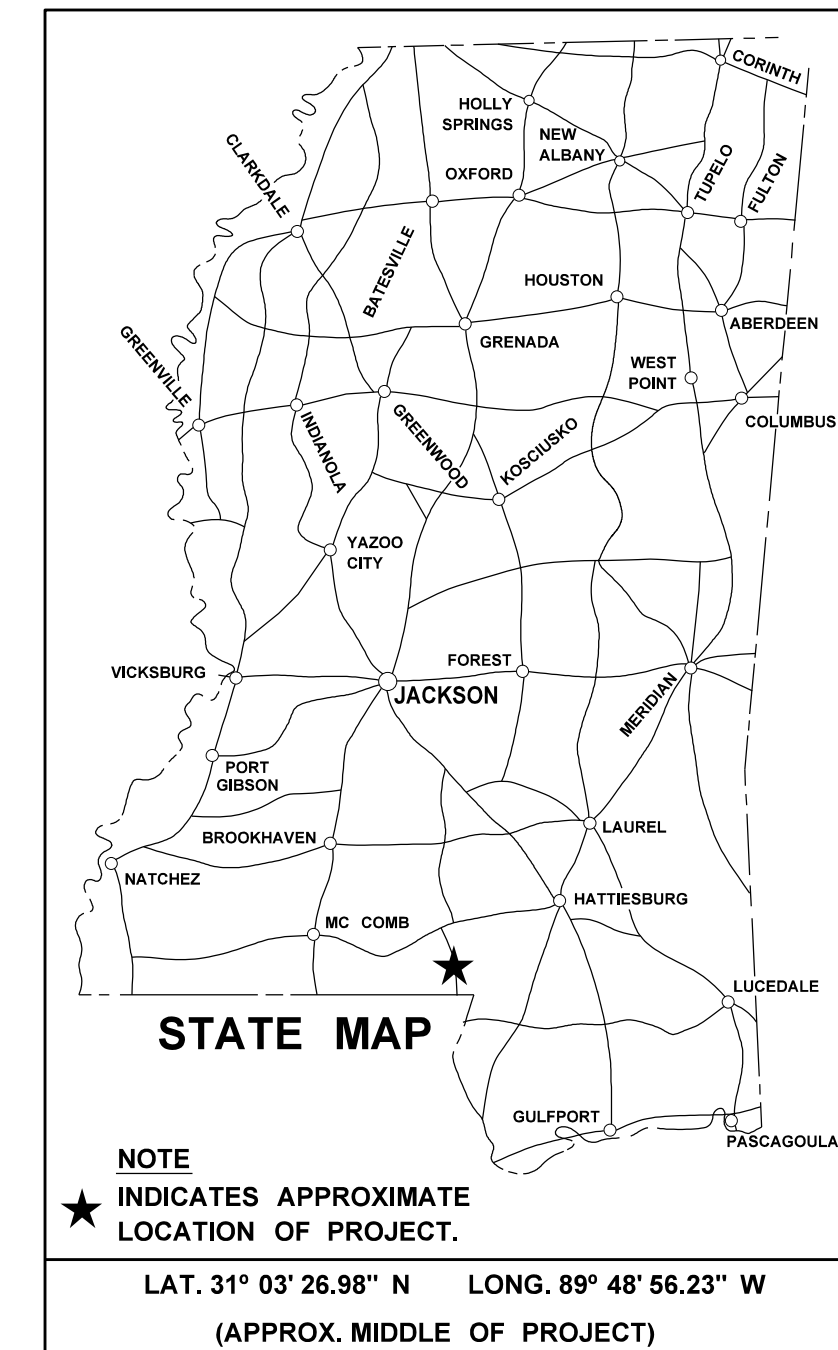 CORINTH
HOLLY
SPRINGS
NEW
ALBANY
CLARKDALE
OXFORD
TUPELO
FULTON
BATESVILLE
HOUSTON
ABERDEEN
GREENVILLE
GRENADA
WEST
POINT
COLUMBUS
INDIANOLA
GREENWOOD
KOSCIUSKO
YAZOO
CITY
VICKSBURG
FOREST
JACKSON
MERIDIAN
PORT
GIBSON
BROOKHAVEN
LAUREL
NATCHEZ
HATTIESBURG
MC COMB
LUCEDALE
STATE MAP
GULFPORT
PASCAGOULA
NOTE
INDICATES APPROXIMATE
LOCATION OF PROJECT.
LAT. 31º 03' 26.98" N LONG. 89º 48' 56.23" W
(APPROX. MIDDLE OF PROJECT)